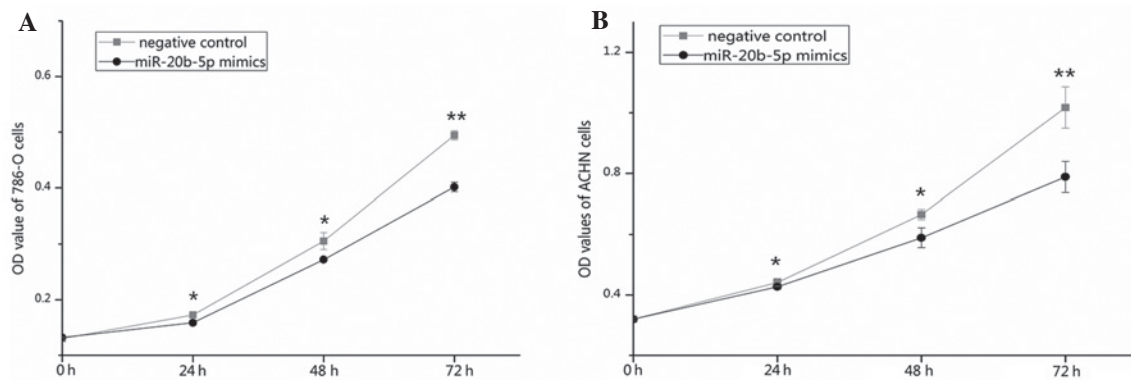 A
negative control
miR-20b-5p mimics
OD value of 786-O cells
0.6
0.4
0.2
*
*
**
0 h
24 h
48 h
72 h
B
negative control
miR-20b-5p mimics
OD values of ACHN cells
1.2
0.8
0.4
*
*
**
0 h
24 h
48 h
72 h